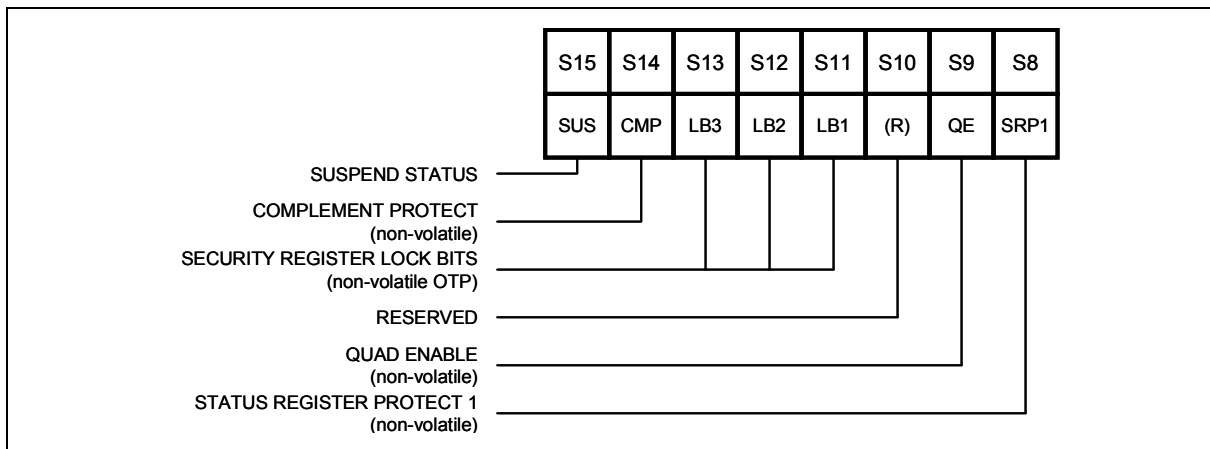 S15 S14 S13 S12 S11 S10 S9 S8
SUS CMP LB3 LB2 LB1 (R) QE SRP1
SUSPEND STATUS
COMPLEMENT PROTECT
(non-volatile)
SECURITY REGISTER LOCK BITS
(non-volatile OTP)
RESERVED
QUAD ENABLE
(non-volatile)
STATUS REGISTER PROTECT 1
(non-volatile)